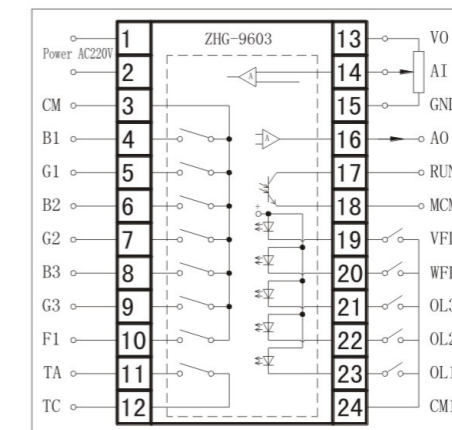 ZHG-9603
Power AC220V
1
2
CM 3
B1 4
G1 5
B2 6
G2 7
B3 8
G3 9
F1 10
TA 11
TC 12
13 VO
14 AI
15 GND
16 AO
17 RUN
18
19
20
21
22
23
24
A
A
+